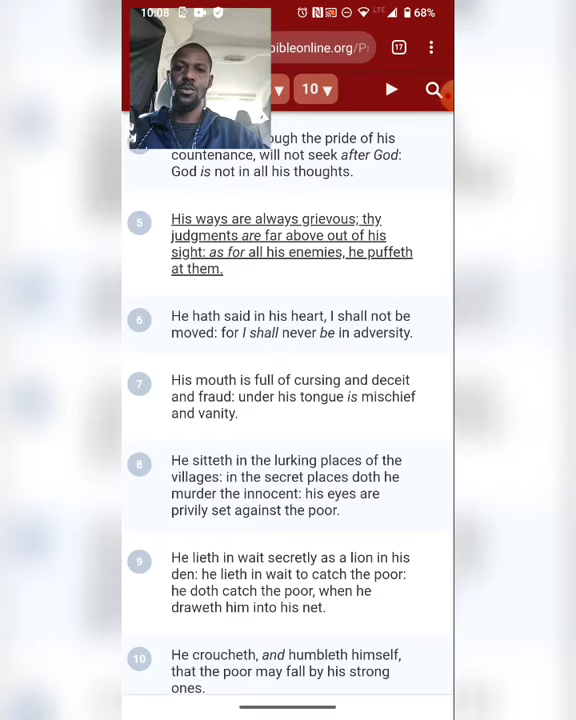 10:08
LTE
68%
bibleonline.org/P
17
10
ough the pride of his
countenance, will not seek after God:
God is not in all his thoughts.
5
His ways are always grievous; thy
judgments are far above out of his
sight: as for all his enemies, he puffeth
at them.
6
He hath said in his heart, I shall not be
moved: for I shall never be in adversity.
7
His mouth is full of cursing and deceit
and fraud: under his tongue is mischief
and vanity.
8
He sitteth in the lurking places of the
villages: in the secret places doth he
murder the innocent: his eyes are
privily set against the poor.
9
He lieth in wait secretly as a lion in his
den: he lieth in wait to catch the poor:
he doth catch the poor, when he
draweth him into his net.
10
He croucheth, and humbleth himself,
that the poor may fall by his strong
ones.